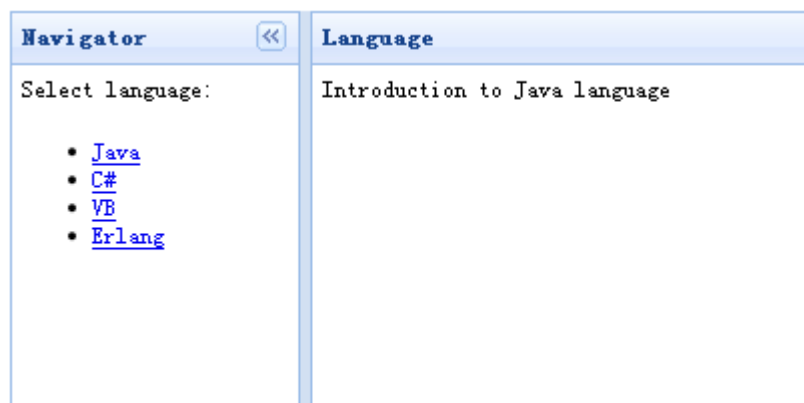 Navigator
Select language:
Java
C#
VB
Erlang
Language
Introduction to Java language